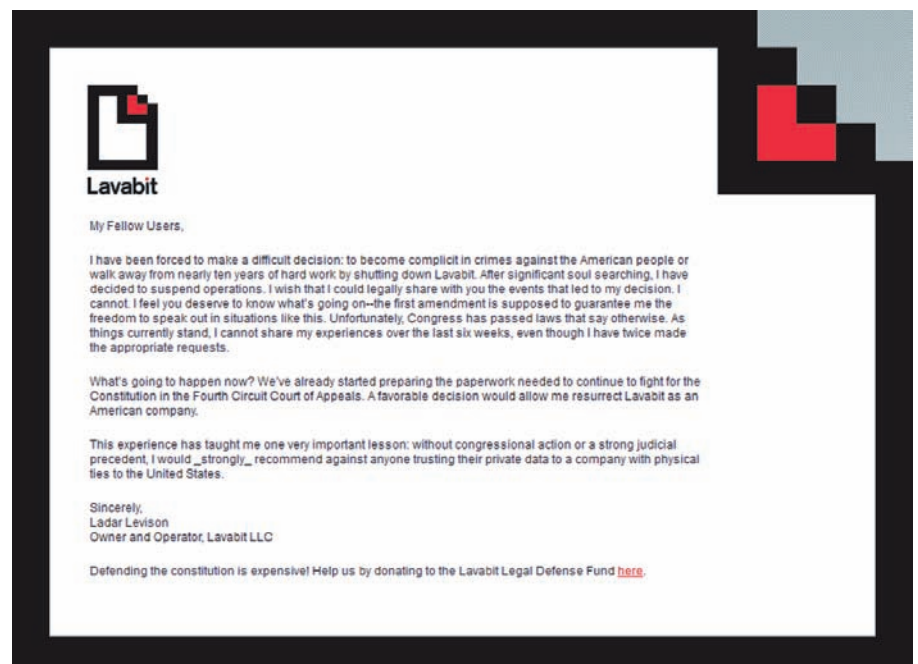 Lavabit
My Fellow Users,
I have been forced to make a difficult decision: to become complicit in crimes against the American people or
walk away from nearly ten years of hard work by shutting down Lavabit. After significant soul searching, I have
decided to suspend operations. I wish that I could legally share with you the events that led to my decision. I
cannot. I feel you deserve to know what's going on--the first amendment is supposed to guarantee me the
freedom to speak out in situations like this. Unfortunately, Congress has passed laws that say otherwise. As
things currently stand, I cannot share my experiences over the last six weeks, even though I have twice made
the appropriate requests.
What's going to happen now? We've already started preparing the paperwork needed to continue to fight for the
Constitution in the Fourth Circuit Court of Appeals. A favorable decision would allow me resurrect Lavabit as an
American company.
This experience has taught me one very important lesson: without congressional action or a strong judicial
precedent, I would _strongly_ recommend against anyone trusting their private data to a company with physical
ties to the United States.
Sincerely,
Ladar Levison
Owner and Operator, Lavabit LLC
Defending the constitution is expensive! Help us by donating to the Lavabit Legal Defense Fund here.